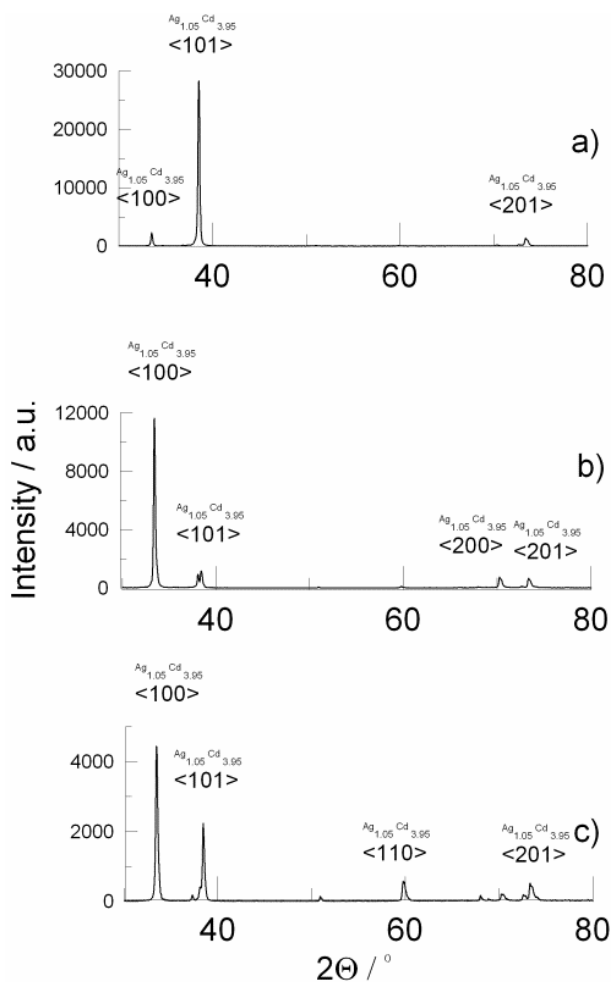 Ag1.05Cd3.95
<101>
30000
20000
a)
Ag1.05Cd3.95
<100>
Ag1.05Cd3.95
<201>
10000
0
40 60 80
Ag1.05Cd3.95
<100>
12000
8000
b)
Ag1.05Cd3.95
<101>
Ag1.05Cd3.95
<200>
Ag1.05Cd3.95
<201>
4000
0
40 60 80
Intensity / a.u.
Ag1.05Cd3.95
<100>
4000
Ag1.05Cd3.95
<101>
c)
2000
Ag1.05Cd3.95
<110>
Ag1.05Cd3.95
<201>
0
40 60 80
2Θ / °